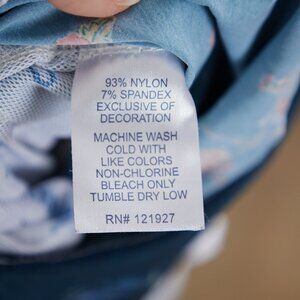 93% NYLON
7% SPANDEX
EXCLUSIVE OF
DECORATION
MACHINE WASH
COLD WITH
LIKE COLORS
NON-CHLORINE
BLEACH ONLY
TUMBLE DRY LOW
RN# 121927